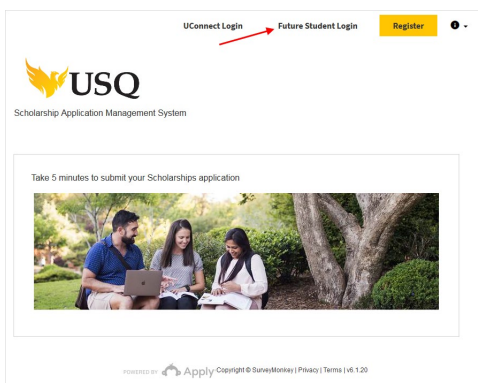 UConnect Login Future Student Login Register
USQ
Scholarship Application Management System
Take 5 minutes to submit your Scholarships application
POWERED BY Apply Copyright © SurveyMonkey | Privacy | Terms | v6.1.20